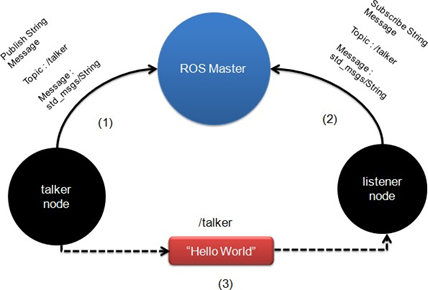 Publish String
Message
Topic : /talker
Message :
std_msgs/String
(1)
ROS Master
Subscribe String
Message
Topic : /talker
Message :
std_msgs/String
(2)
talker
node
listener
node
/talker
“Hello World”
(3)